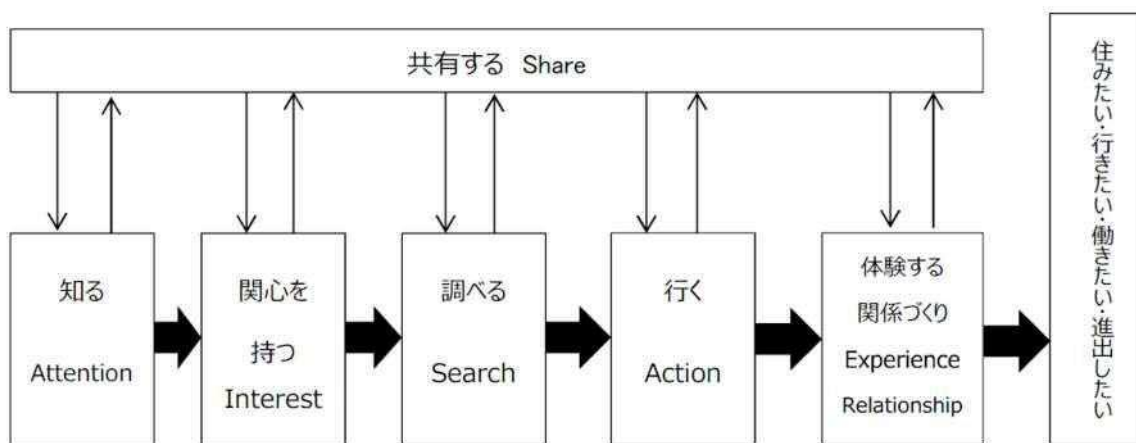 共有する Share
知る
Attention
関心を
持つ
Interest
調べる
Search
行く
Action
体験する
関係づくり
Experience
Relationship
住みたい・行きたい・働きたい・進出したい